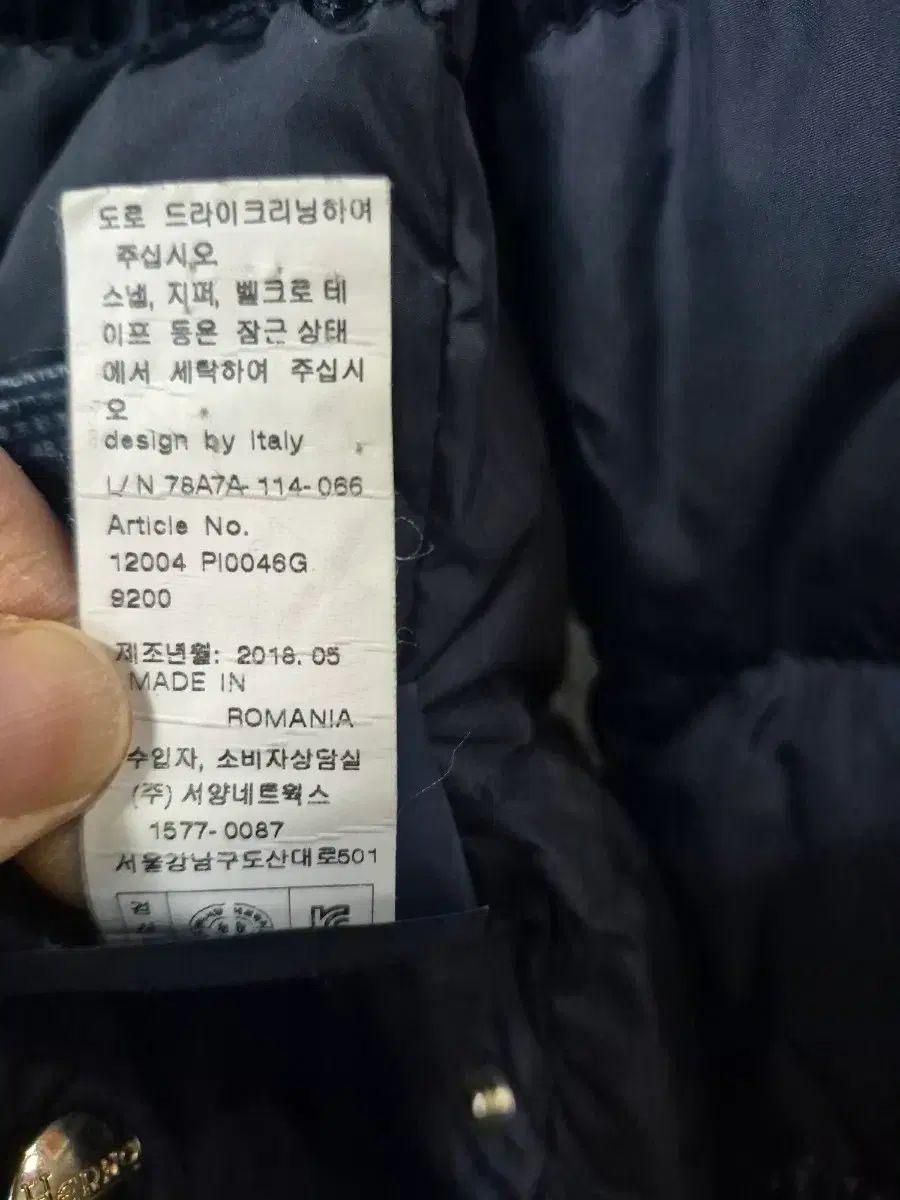 도로 드라이크리닝하여
주십시오
스냅, 지퍼, 벨크로 테
이프 등은 잠근 상태
에서 세탁하여 주십시
오
design by Italy
L/N 78A7A-114-066
Article No.
12004 PI0046G
9200
제조년월: 2018. 05
MADE IN
ROMANIA
수입자, 소비자상담실
(주) 서양네트웍스
1577-0087
서울강남구도산대로501
HERNO